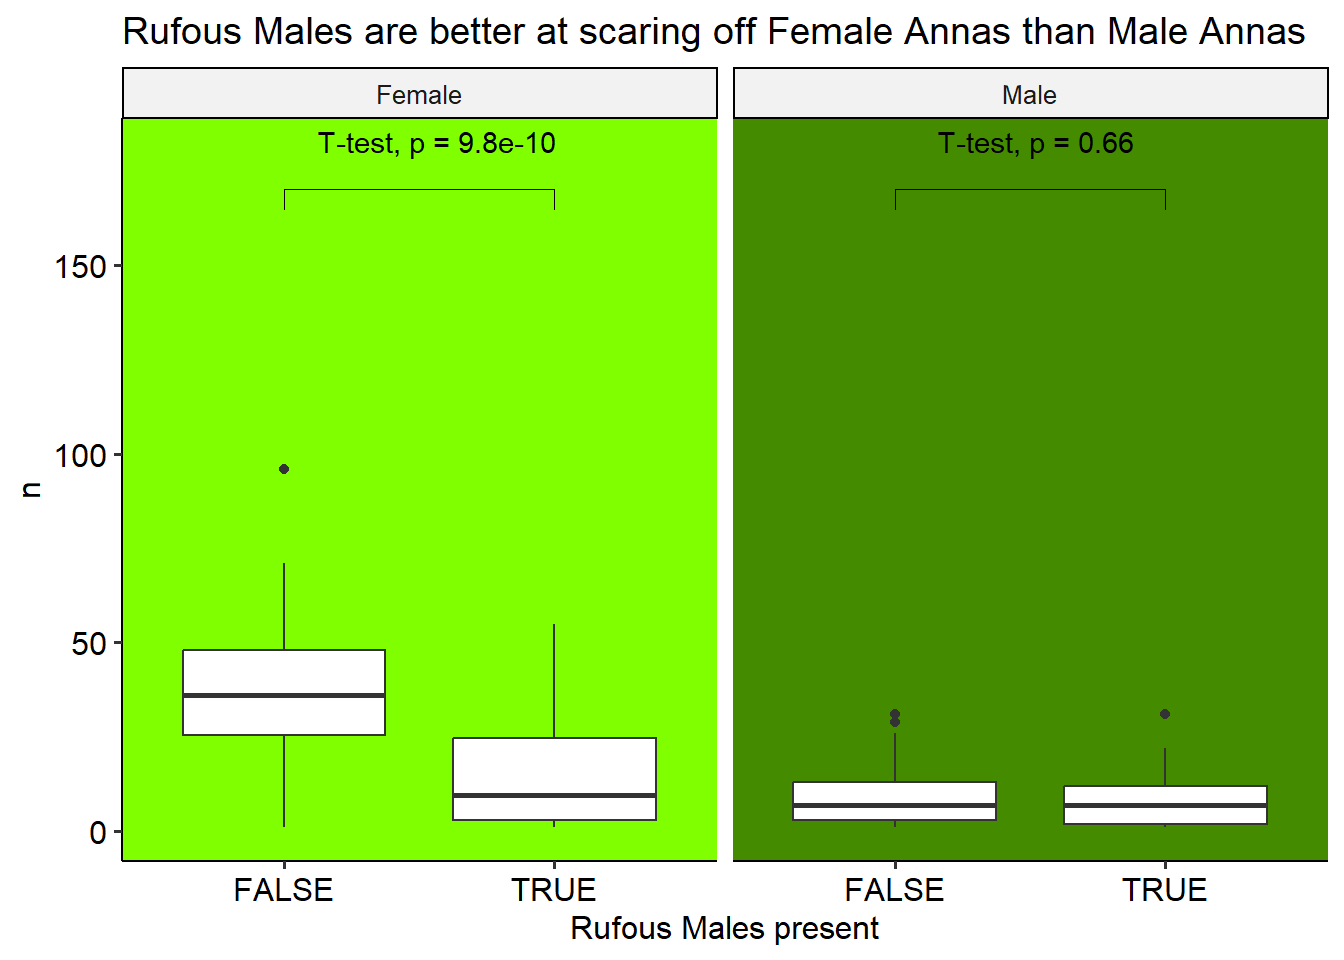 Rufous Males are better at scaring off Female Annas than Male Annas
Female
Male
T-test, p = 9.8e-10
T-test, p = 0.66
150
100
50
0
n
FALSE
TRUE
FALSE
TRUE
Rufous Males present